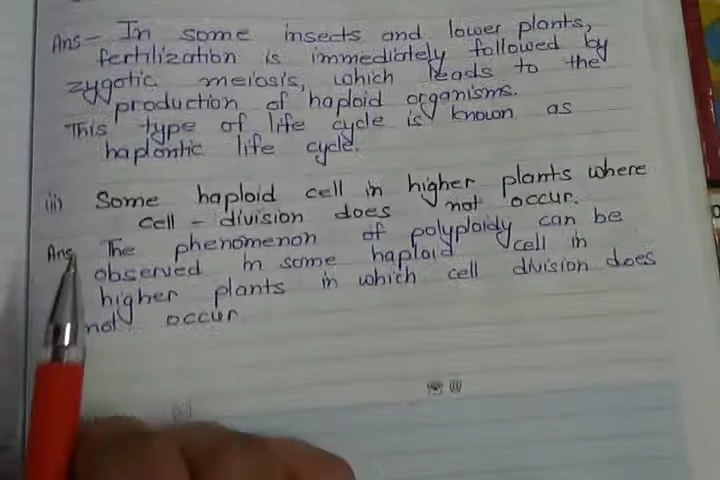 Ans - In some insects and lower plants,
fertilization is immediately followed by
zygotic meiosis, which leads to the
production of haploid organisms.
This type of life cycle is known as
haplontic life cycle.
iii) Some haploid cell in higher plants where
cell - division does not occur.
Ans The phenomenon of polyploidy can be
observed in some haploid cell in
higher plants in which cell division does
not occur